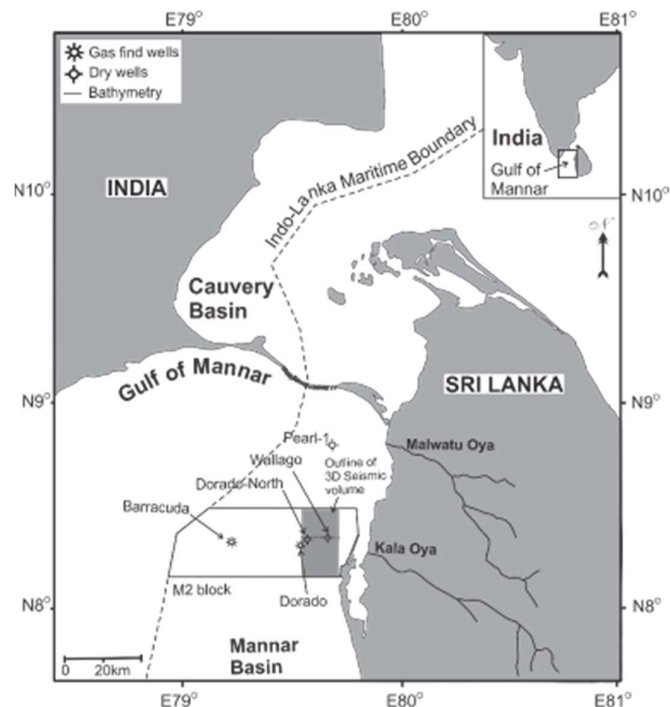 E79°
E80°
E81°
Gas find wells
Dry wells
Bathymetry
India
Gulf of
Mannar
N10°
INDIA
Indo-Lanka Maritime Boundary
N10°
Cauvery
Basin
Gulf of Mannar
SRI LANKA
N9°
N9°
Pearl-1
Malwatu Oya
Wallago
Outline of
3D Seismic
volume
Dorado-North
Barracuda
Kala Oya
M2 block
Dorado
N8°
N8°
Mannar
Basin
0 20km
E79°
E80°
E81°